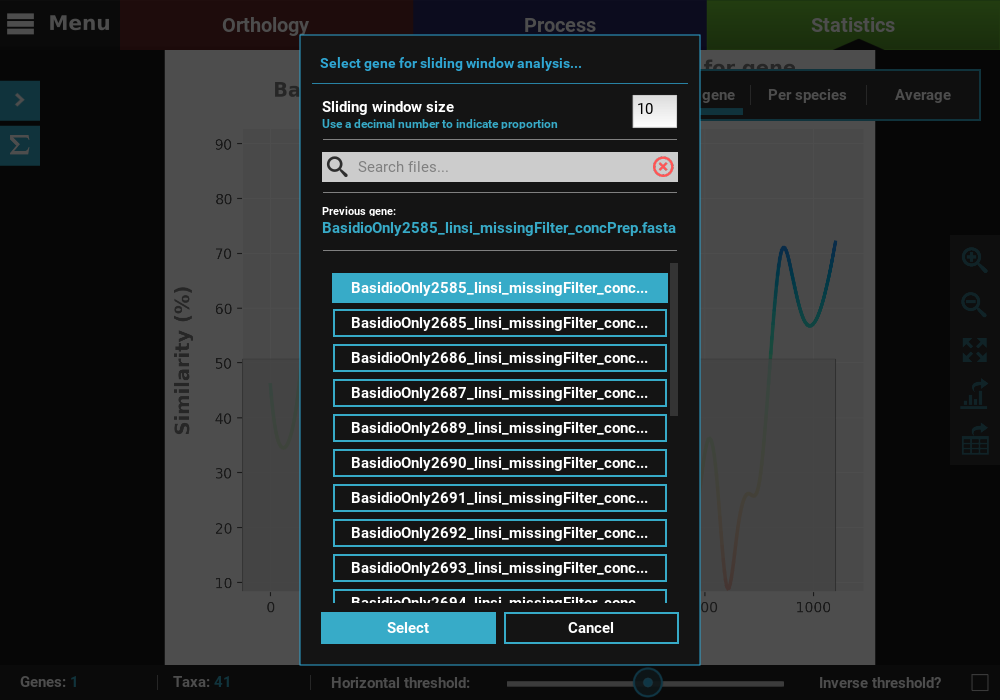 Menu
Orthology
Process
Statistics
Select gene for sliding window analysis...
for gene
Ba
gene
Per species
Average
Sliding window size
Use a decimal number to indicate proportion
10
Search files...
Previous gene:
BasidioOnly2585_linsi_missingFilter_concPrep.fasta
BasidioOnly2585_linsi_missingFilter_conc...
BasidioOnly2685_linsi_missingFilter_conc...
BasidioOnly2686_linsi_missingFilter_conc...
BasidioOnly2687_linsi_missingFilter_conc...
BasidioOnly2689_linsi_missingFilter_conc...
BasidioOnly2690_linsi_missingFilter_conc...
BasidioOnly2691_linsi_missingFilter_conc...
BasidioOnly2692_linsi_missingFilter_conc...
BasidioOnly2693_linsi_missingFilter_conc...
BasidioOnly2694_linsi_missingFilter_conc...
Select
Cancel
Similarity (%)
90
80
70
60
50
40
30
20
10
0
00
1000
Genes: 1
Taxa: 41
Horizontal threshold:
Inverse threshold?